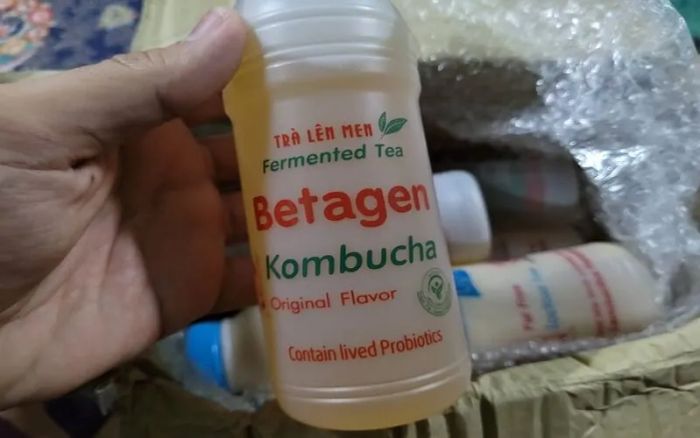 TRÀ LÊN MEN
Fermented Tea
Betagen
Kombucha
Original Flavor
Contain lived Probiotics